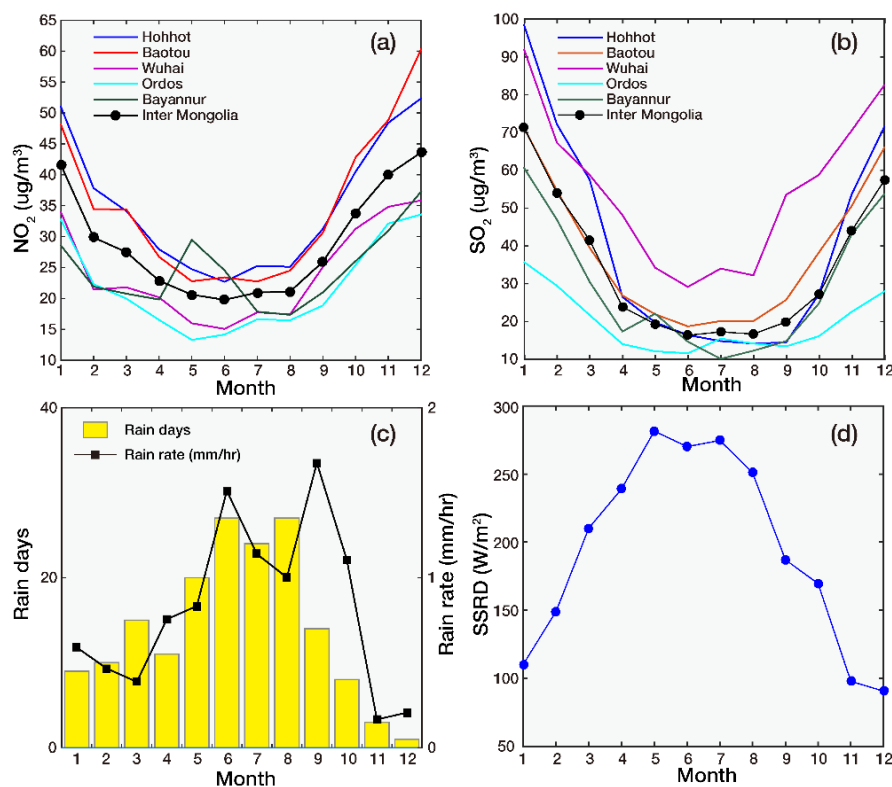 (a)
Hohhot
Baotou
Wuhai
Ordos
Bayannur
Inter Mongolia
NO2 (ug/m³)
65
60
55
50
45
40
35
30
25
20
15
10
1 2 3 4 5 6 7 8 9 10 11 12
Month
(b)
Hohhot
Baotou
Wuhai
Ordos
Bayannur
Inter Mongolia
SO2 (ug/m³)
100
90
80
70
60
50
40
30
20
10
1 2 3 4 5 6 7 8 9 10 11 12
Month
(c)
Rain days
Rain rate (mm/hr)
Rain days
40
20
0
Rain rate (mm/hr)
2
1
0
1 2 3 4 5 6 7 8 9 10 11 12
Month
(d)
SSRD (W/m²)
300
250
200
150
100
50
1 2 3 4 5 6 7 8 9 10 11 12
Month